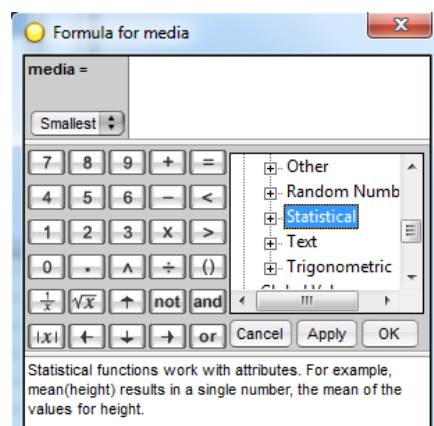 Formula for media
media =
Smallest
7 8 9 + =
4 5 6 − <
1 2 3 x >
0 . ^ ÷ ()
1/x √x ↑ not and
|x| ← ↓ → or
Other
Random Numb
Statistical
Text
Trigonometric
Cancel Apply OK
Statistical functions work with attributes. For example,
mean(height) results in a single number, the mean of the
values for height.